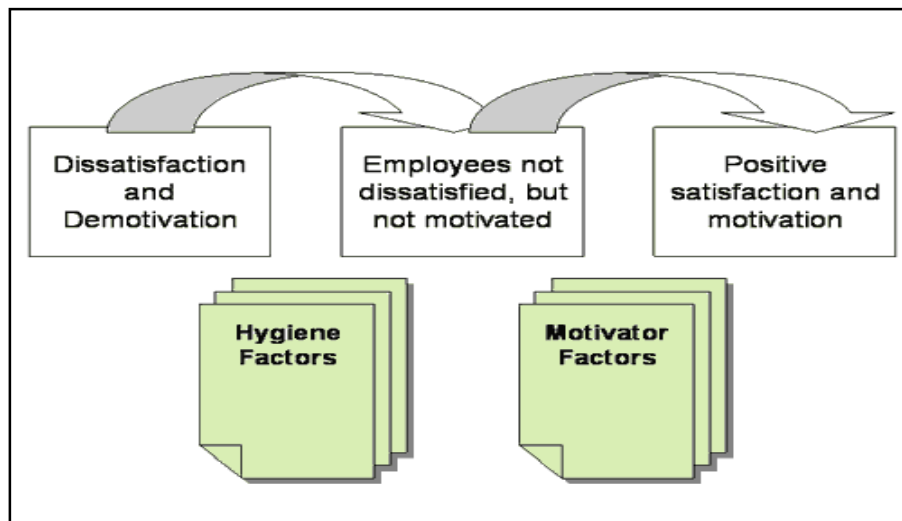 Dissatisfaction
and
Demotivation
Employees not
dissatisfied, but
not motivated
Positive
satisfaction and
motivation
Hygiene
Factors
Motivator
Factors